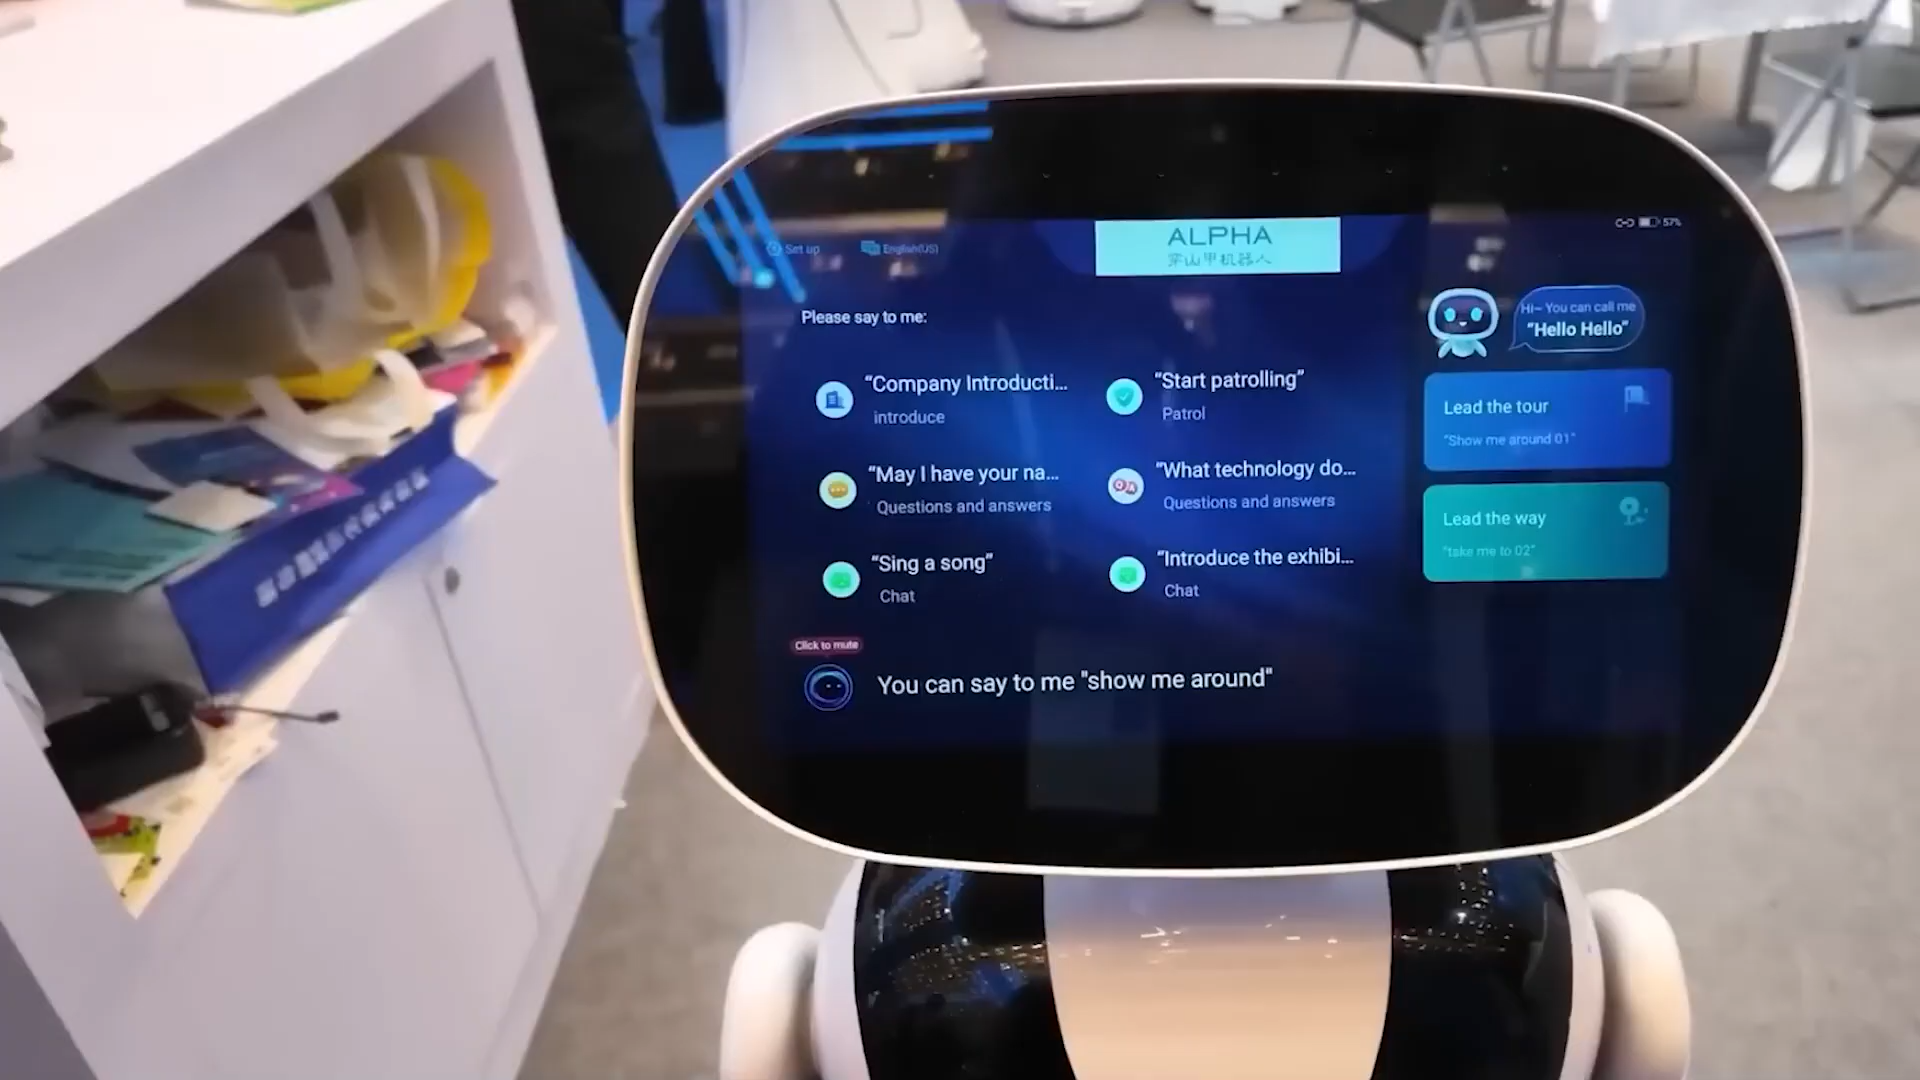 Set up
English(US)
ALPHA
穿山甲机器人
57%
Please say to me:
“Company Introducti...
introduce
“Start patrolling”
Patrol
“May I have your na...
Questions and answers
“What technology do...
Questions and answers
“Sing a song”
Chat
“Introduce the exhibi...
Chat
Hi~ You can call me
“Hello Hello”
Lead the tour
“Show me around 01”
Lead the way
“take me to 02”
Click to mute
You can say to me "show me around"